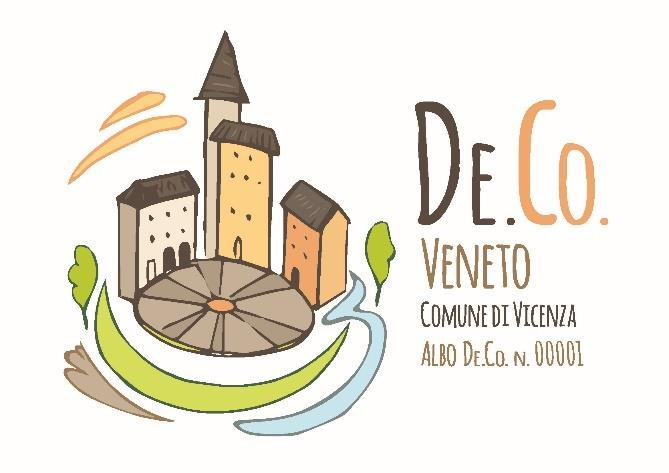 De.Co.
Veneto
Comune di Vicenza
Albo De.Co. n. 00001